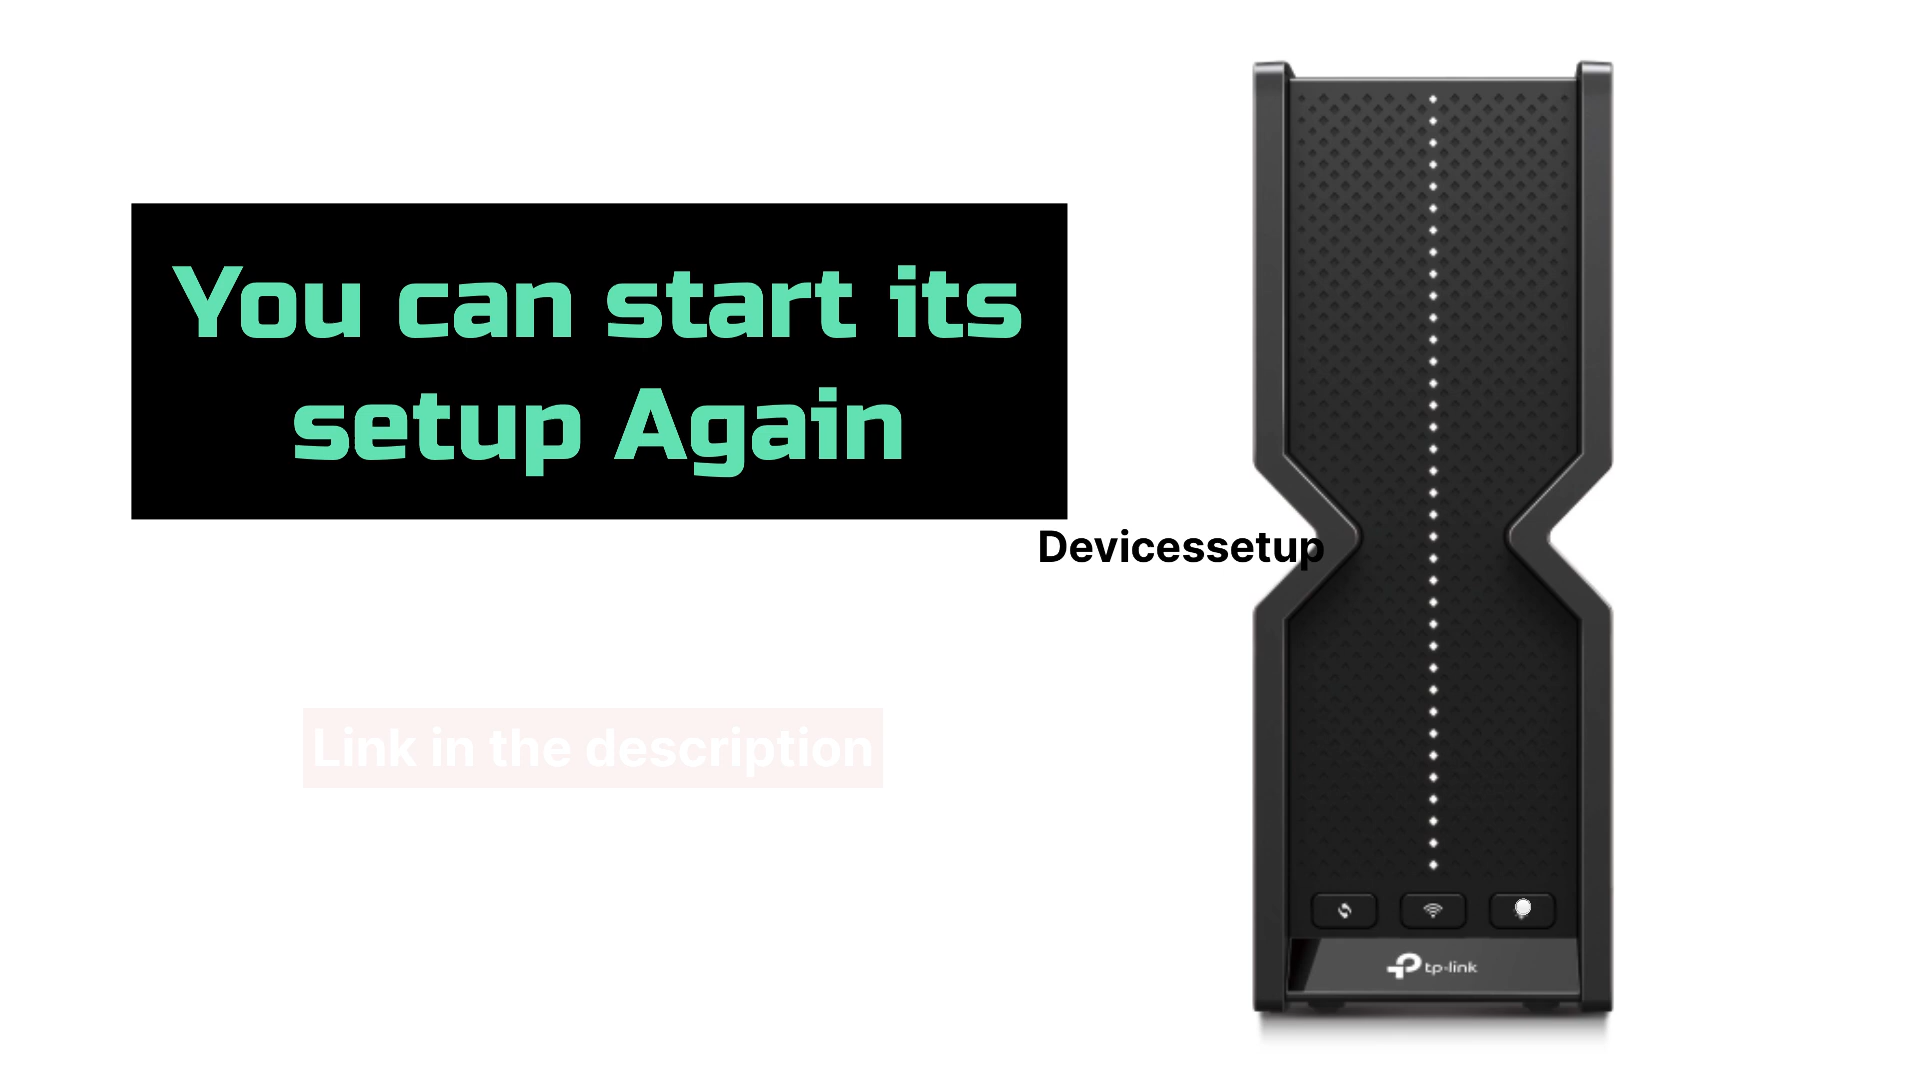 You can start its
setup Again
Devicessetup
Link in the description
tp-link